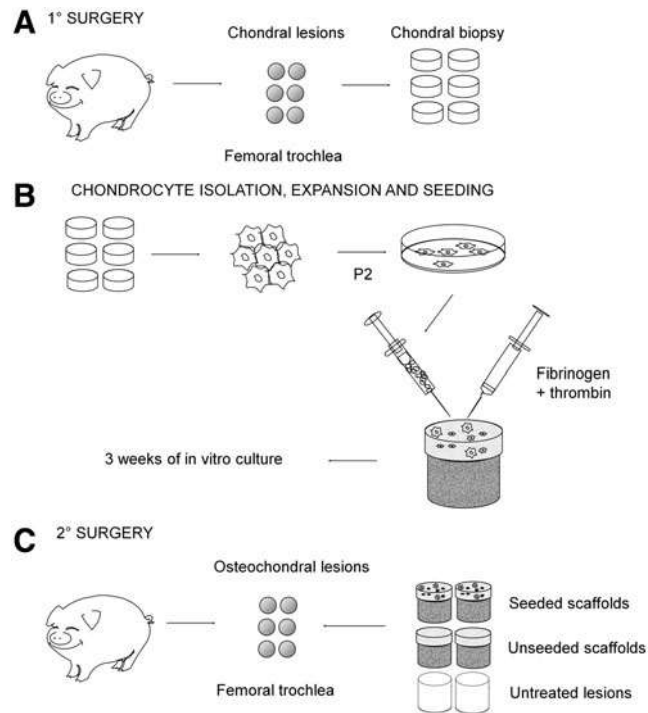 A 1° SURGERY
Chondral lesions
Chondral biopsy
Femoral trochlea
B CHONDROCYTE ISOLATION, EXPANSION AND SEEDING
P2
Fibrinogen
+ thrombin
3 weeks of in vitro culture
C 2° SURGERY
Osteochondral lesions
Seeded scaffolds
Unseeded scaffolds
Femoral trochlea
Untreated lesions